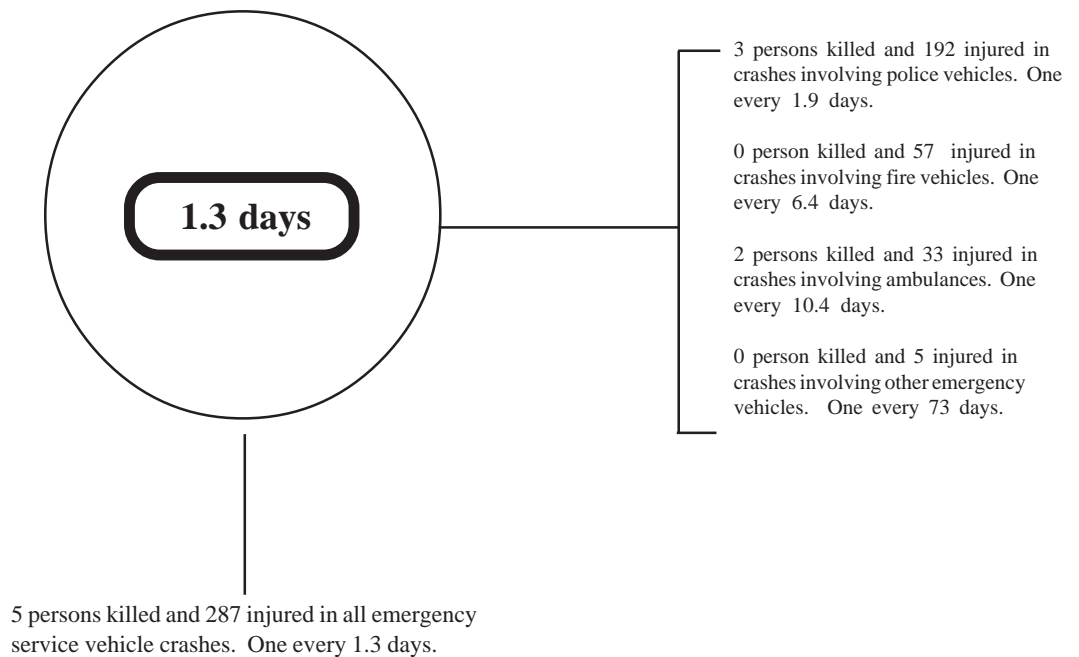 1.3 days
3 persons killed and 192 injured in
crashes involving police vehicles. One
every 1.9 days.
0 person killed and 57 injured in
crashes involving fire vehicles. One
every 6.4 days.
2 persons killed and 33 injured in
crashes involving ambulances. One
every 10.4 days.
0 person killed and 5 injured in
crashes involving other emergency
vehicles. One every 73 days.
5 persons killed and 287 injured in all emergency
service vehicle crashes. One every 1.3 days.